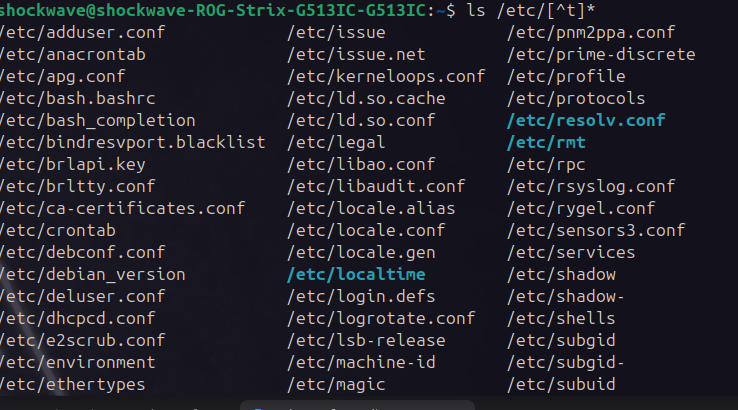 shockwave@shockwave-ROG-Strix-G513IC-G513IC:~$ ls /etc/[^t]*
/etc/adduser.conf /etc/issue /etc/pnm2ppa.conf
/etc/anacrontab /etc/issue.net /etc/prime-discrete
/etc/apg.conf /etc/kerneloops.conf /etc/profile
/etc/bash.bashrc /etc/ld.so.cache /etc/protocols
/etc/bash_completion /etc/ld.so.conf /etc/resolv.conf
/etc/bindresvport.blacklist /etc/legal /etc/rmt
/etc/brlapi.key /etc/libao.conf /etc/rpc
/etc/brltty.conf /etc/libaudit.conf /etc/rsyslog.conf
/etc/ca-certificates.conf /etc/locale.alias /etc/rygel.conf
/etc/crontab /etc/locale.conf /etc/sensors3.conf
/etc/debconf.conf /etc/locale.gen /etc/services
/etc/debian_version /etc/localtime /etc/shadow
/etc/deluser.conf /etc/login.defs /etc/shadow-
/etc/dhcpcd.conf /etc/logrotate.conf /etc/shells
/etc/e2scrub.conf /etc/lsb-release /etc/subgid
/etc/environment /etc/machine-id /etc/subgid-
/etc/ethertypes /etc/magic /etc/subuid